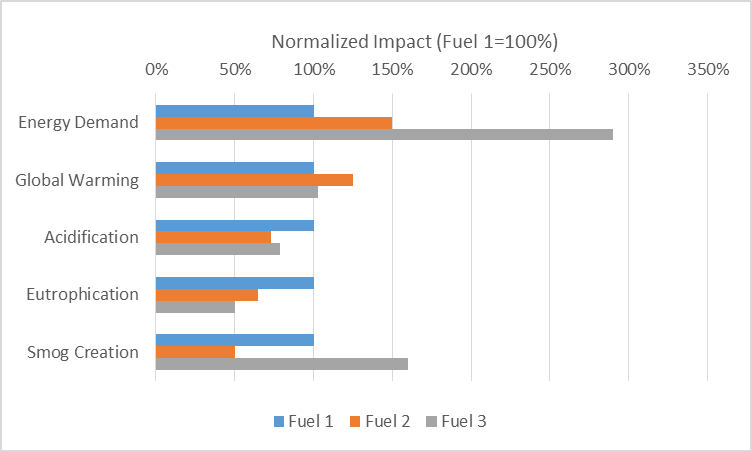 Normalized Impact (Fuel 1=100%)
0% 50% 100% 150% 200% 250% 300% 350%
Energy Demand
Global Warming
Acidification
Eutrophication
Smog Creation
Fuel 1 Fuel 2 Fuel 3